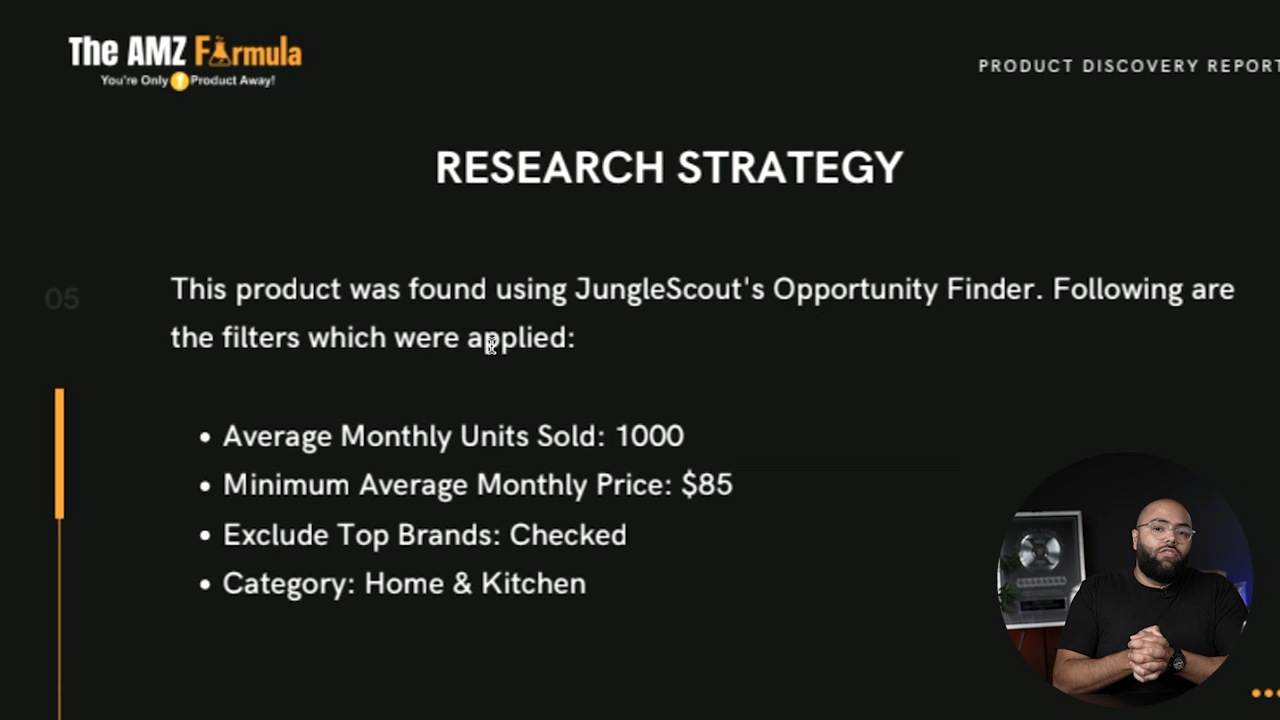 The AMZ Formula
You're Only 1 Product Away!
PRODUCT DISCOVERY REPORT
RESEARCH STRATEGY
05
This product was found using JungleScout's Opportunity Finder. Following are
the filters which were applied:
• Average Monthly Units Sold: 1000
• Minimum Average Monthly Price: $85
• Exclude Top Brands: Checked
• Category: Home & Kitchen